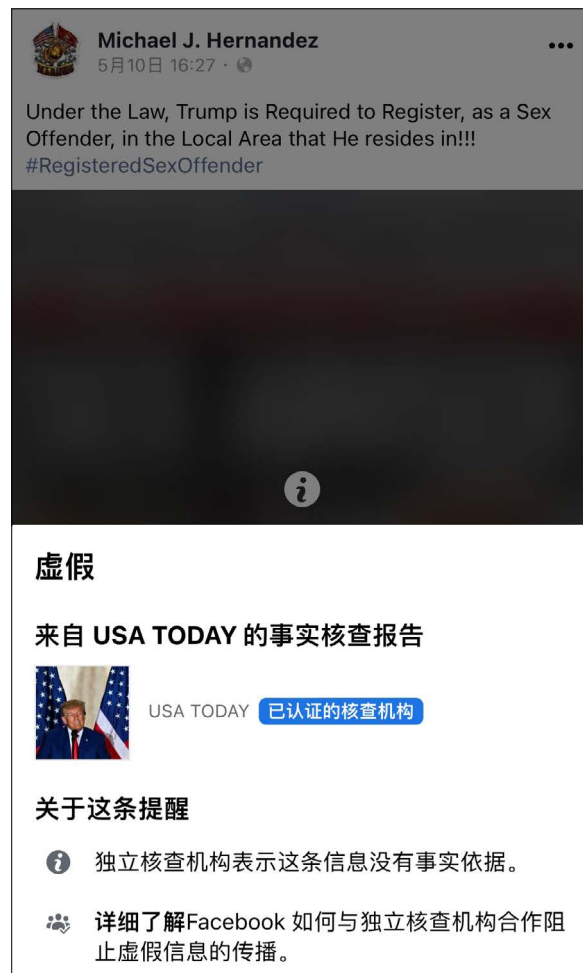 Michael J. Hernandez
5月10日 16:27 ·
Under the Law, Trump is Required to Register, as a Sex
Offender, in the Local Area that He resides in!!!
#RegisteredSexOffender
虚假
来自 USA TODAY 的事实核查报告
USA TODAY 已认证的核查机构
关于这条提醒
独立核查机构表示这条信息没有事实依据。
详细了解Facebook 如何与独立核查机构合作阻
止虚假信息的传播。